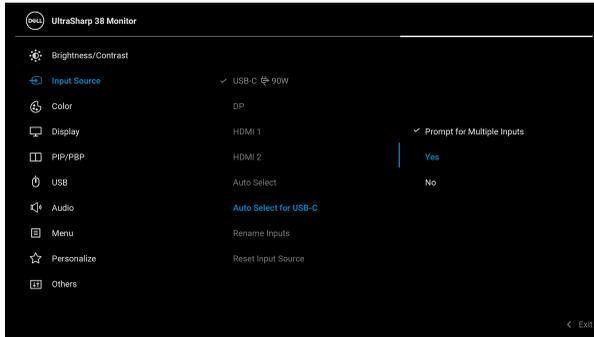 DELL UltraSharp 38 Monitor
Brightness/Contrast
Input Source
Color
Display
PIP/PBP
USB
Audio
Menu
Personalize
Others
USB-C 90W
DP
HDMI 1
HDMI 2
Auto Select
Auto Select for USB-C
Rename Inputs
Reset Input Source
Prompt for Multiple Inputs
Yes
No
Exit